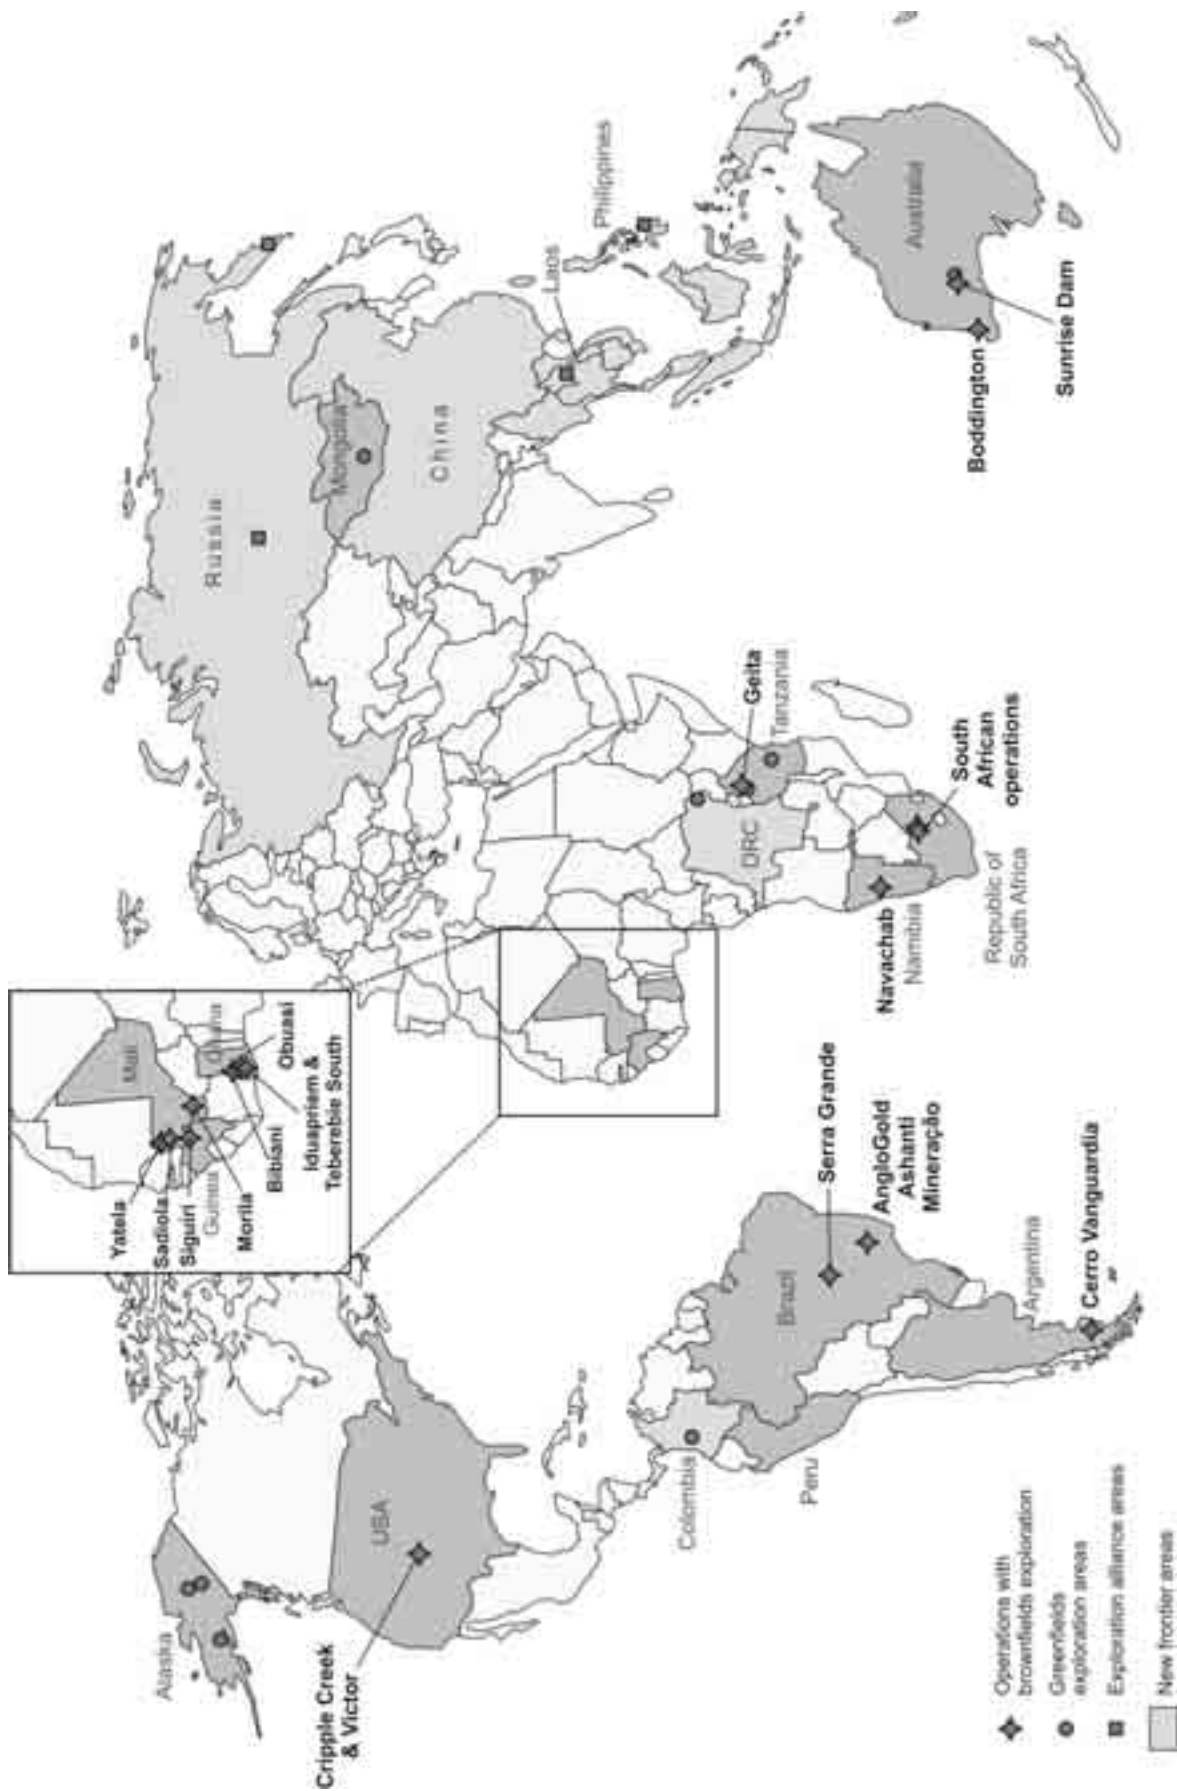 Alaska
USA
Cripple Creek
& Victor
Colombia
Peru
Brazil
Serra Grande
AngloGold
Ashanti
Mineração
Argentina
Cerro Vanguardia
Mali
Ghana
Guinea
Yatela
Sadiola
Siguiri
Morila
Bibiani
Iduapriem &
Teberebie South
Obuasi
Russia
Mongolia
China
Laos
Philippines
DRC
Geita
Tanzania
Navachab
Namibia
Republic of
South Africa
South
African
operations
Australia
Boddington
Sunrise Dam
Operations with
brownfields exploration
Greenfields
exploration areas
Exploration alliance areas
New frontier areas